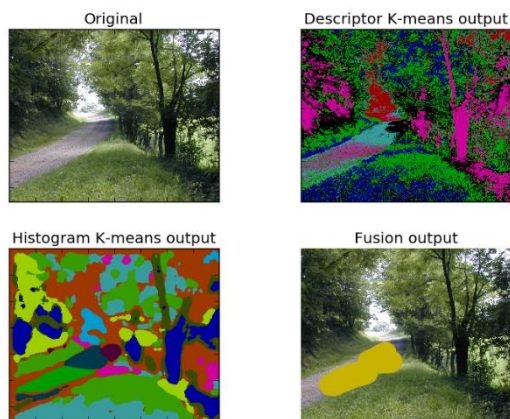 Original
Descriptor K-means output
Histogram K-means output
Fusion output